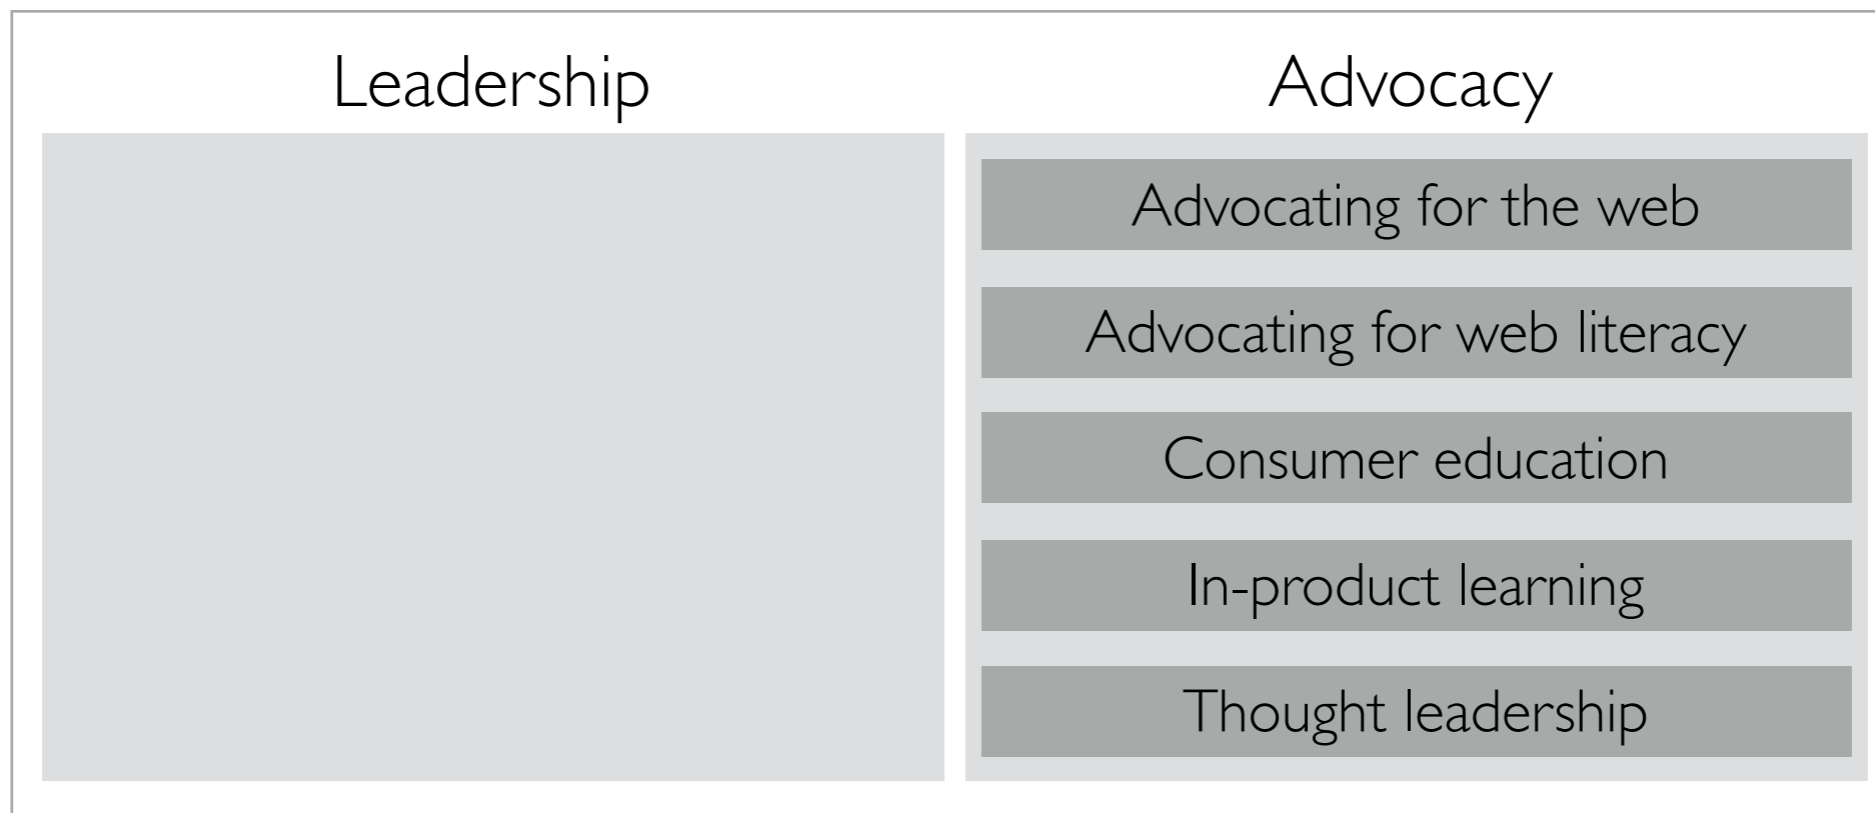 Leadership
Advocacy
Advocating for the web
Advocating for web literacy
Consumer education
In-product learning
Thought leadership